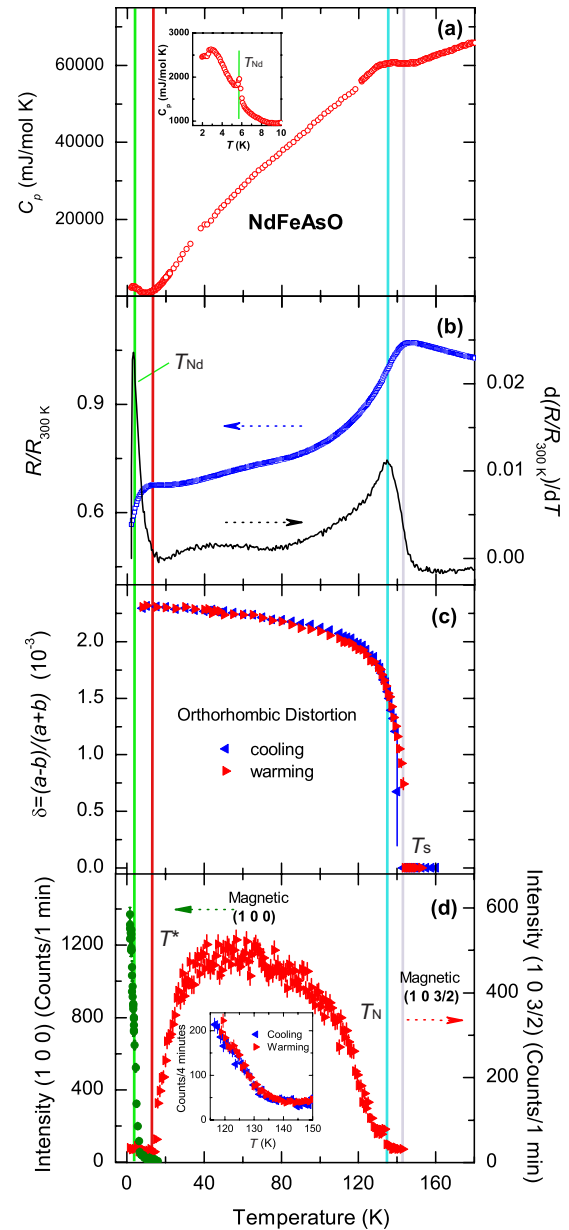 (a)
60000
40000
20000
C_p (mJ/mol K)
3000
2000
1000
C_p (mJ/mol K)
T_Nd
2 4 6 8 10
T (K)
NdFeAsO
(b)
T_Nd
0.9
0.6
R/R_300 K
0.02
0.01
0.00
d(R/R_300 K)/dT
(c)
2.0
1.5
1.0
0.5
0.0
δ=(a-b)/(a+b) (10^-3)
Orthorhombic Distortion
cooling
warming
T_S
(d)
Magnetic
(1 0 0)
T*
T_N
Magnetic
(1 0 3/2)
1200
800
400
0
Intensity (1 0 0) (Counts/1 min)
600
400
200
0
Intensity (1 0 3/2) (Counts/1 min)
200
100
0
Counts/4 minutes
Cooling
Warming
120 130 140 150
T (K)
0 40 80 120 160
Temperature (K)